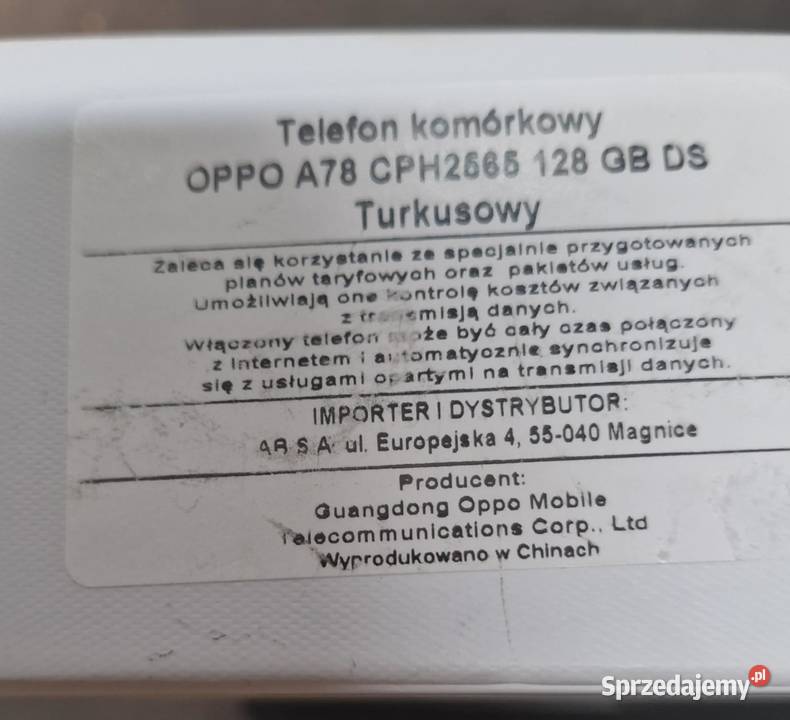 Telefon komórkowy
OPPO A78 CPH2565 128 GB DS
Turkusowy
Zaleca się korzystanie ze specjalnie przygotowanych
planów taryfowych oraz pakietów usług.
Umożliwiają one kontrolę kosztów związanych
z transmisją danych.
Włączony telefon może być cały czas połączony
z Internetem i automatycznie synchronizuje
się z usługami opartymi na transmisji danych.
IMPORTER I DYSTRYBUTOR:
AB S.A. ul. Europejska 4, 55-040 Magnice
Producent:
Guangdong Oppo Mobile
Telecommunications Corp., Ltd
Wyprodukowano w Chinach
Sprzedajemy.pl